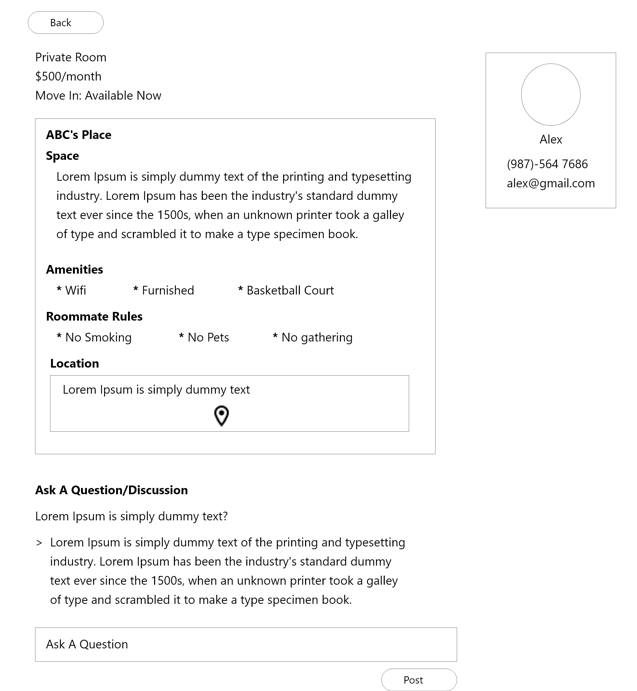 Back
Private Room
$500/month
Move In: Available Now
Alex
(987)-564 7686
alex@gmail.com
ABC's Place
Space
Lorem Ipsum is simply dummy text of the printing and typesetting
industry. Lorem Ipsum has been the industry's standard dummy
text ever since the 1500s, when an unknown printer took a galley
of type and scrambled it to make a type specimen book.
Amenities
* Wifi * Furnished * Basketball Court
Roommate Rules
* No Smoking * No Pets * No gathering
Location
Lorem Ipsum is simply dummy text
Ask A Question/Discussion
Lorem Ipsum is simply dummy text?
> Lorem Ipsum is simply dummy text of the printing and typesetting
industry. Lorem Ipsum has been the industry's standard dummy
text ever since the 1500s, when an unknown printer took a galley
of type and scrambled it to make a type specimen book.
Ask A Question
Post